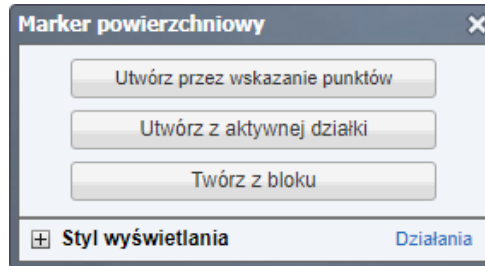 Marker powierzchniowy
Utwórz przez wskazanie punktów
Utwórz z aktywnej działki
Twórz z bloku
Styl wyświetlania Działania